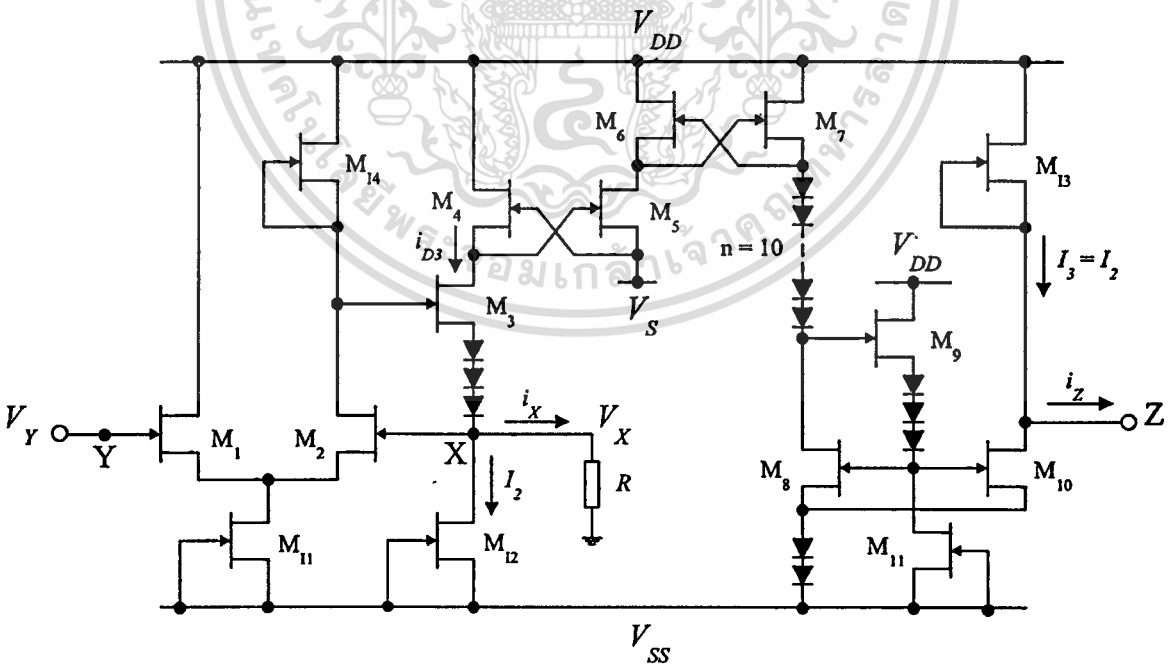 V_DD
M_6
M_7
M_I4
M_I3
M_4
M_5
i_D3
n = 10
V_DD
I_3 = I_2
M_3
V_S
M_9
V_Y
Y
M_1
M_2
i_X
V_X
X
i_Z
Z
M_8
M_10
I_2
R
M_I1
M_I2
M_11
V_SS